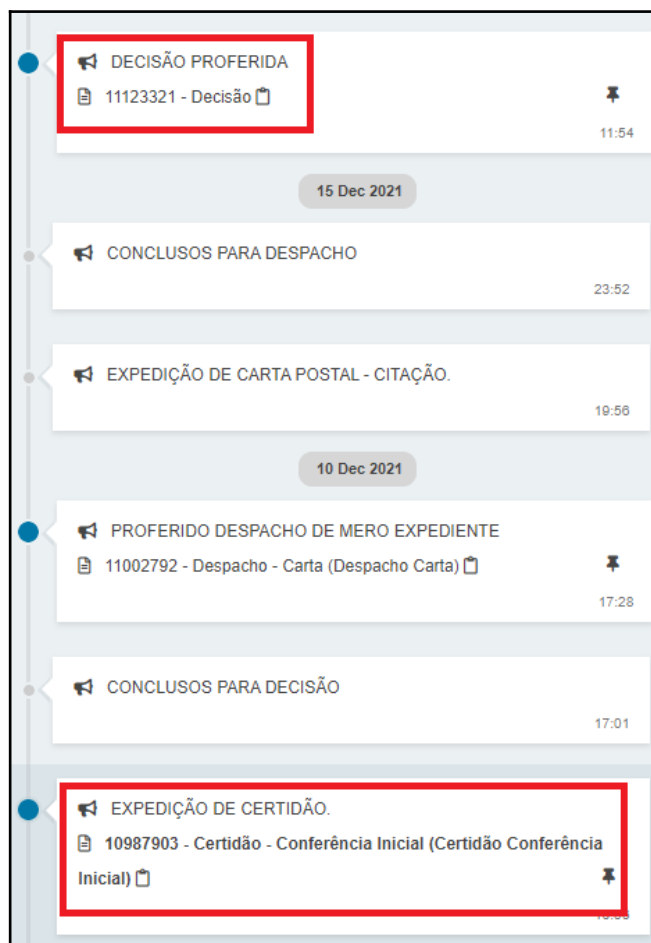 DECISÃO PROFERIDA
11123321 - Decisão
11:54
15 Dec 2021
CONCLUSOS PARA DESPACHO
23:52
EXPEDIÇÃO DE CARTA POSTAL - CITAÇÃO.
19:56
10 Dec 2021
PROFERIDO DESPACHO DE MERO EXPEDIENTE
11002792 - Despacho - Carta (Despacho Carta)
17:28
CONCLUSOS PARA DECISÃO
17:01
EXPEDIÇÃO DE CERTIDÃO.
10987903 - Certidão - Conferência Inicial (Certidão Conferência
Inicial)